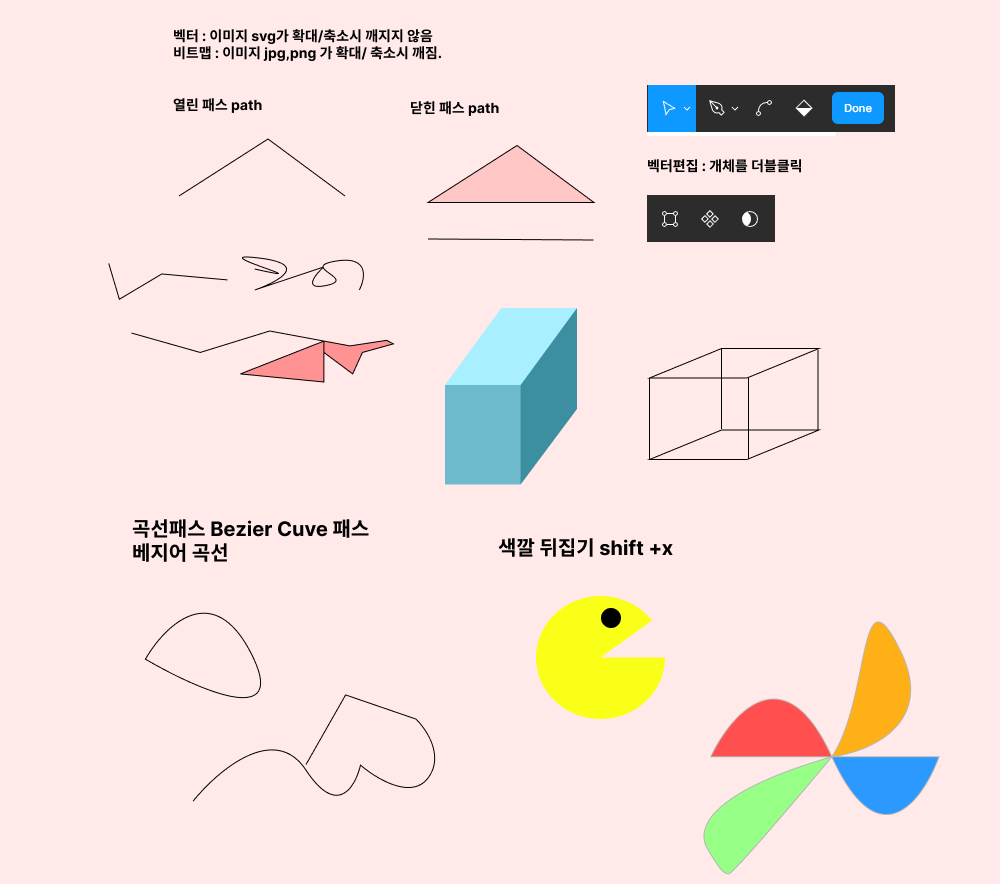 벡터 : 이미지 svg가 확대/축소시 깨지지 않음
비트맵 : 이미지 jpg,png 가 확대/ 축소시 깨짐.
열린 패스 path
닫힌 패스 path
Done
벡터편집 : 개체를 더블클릭
곡선패스 Bezier Cuve 패스
베지어 곡선
색깔 뒤집기 shift +x